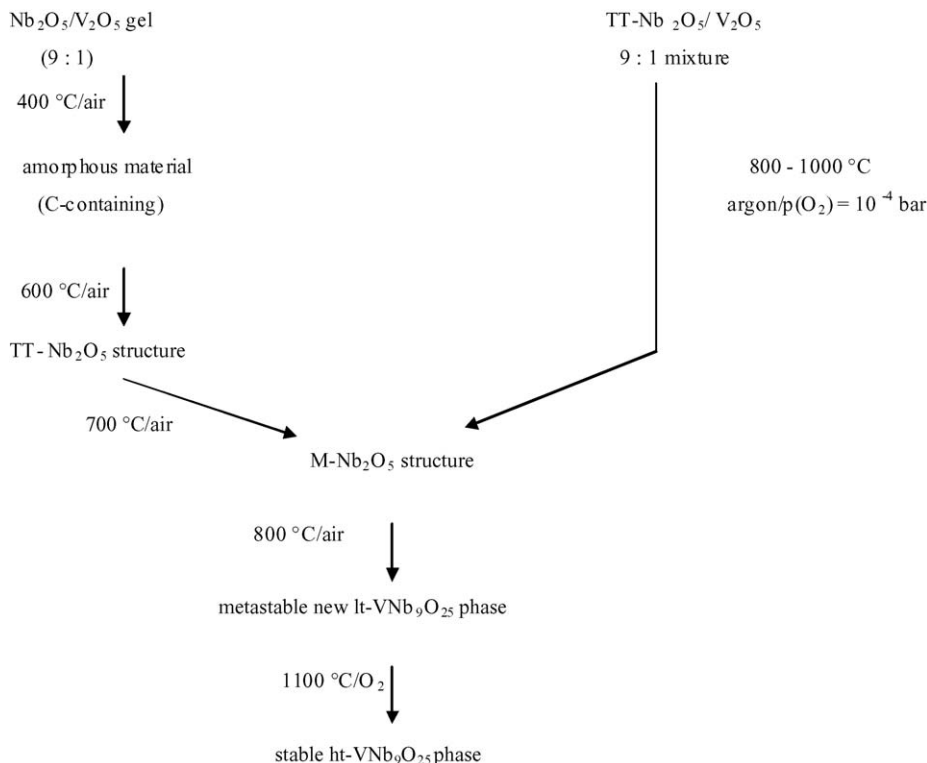 Nb₂O₅/V₂O₅ gel
(9 : 1)
400 °C/air
amorphous material
(C-containing)
600 °C/air
TT-Nb₂O₅ structure
700 °C/air
TT-Nb ₂O₅/ V₂O₅
9 : 1 mixture
800 - 1000 °C
argon/p(O₂) = 10⁻⁴ bar
M-Nb₂O₅ structure
800 °C/air
metastable new lt-VNb₉O₂₅ phase
1100 °C/O₂
stable ht-VNb₉O₂₅ phase